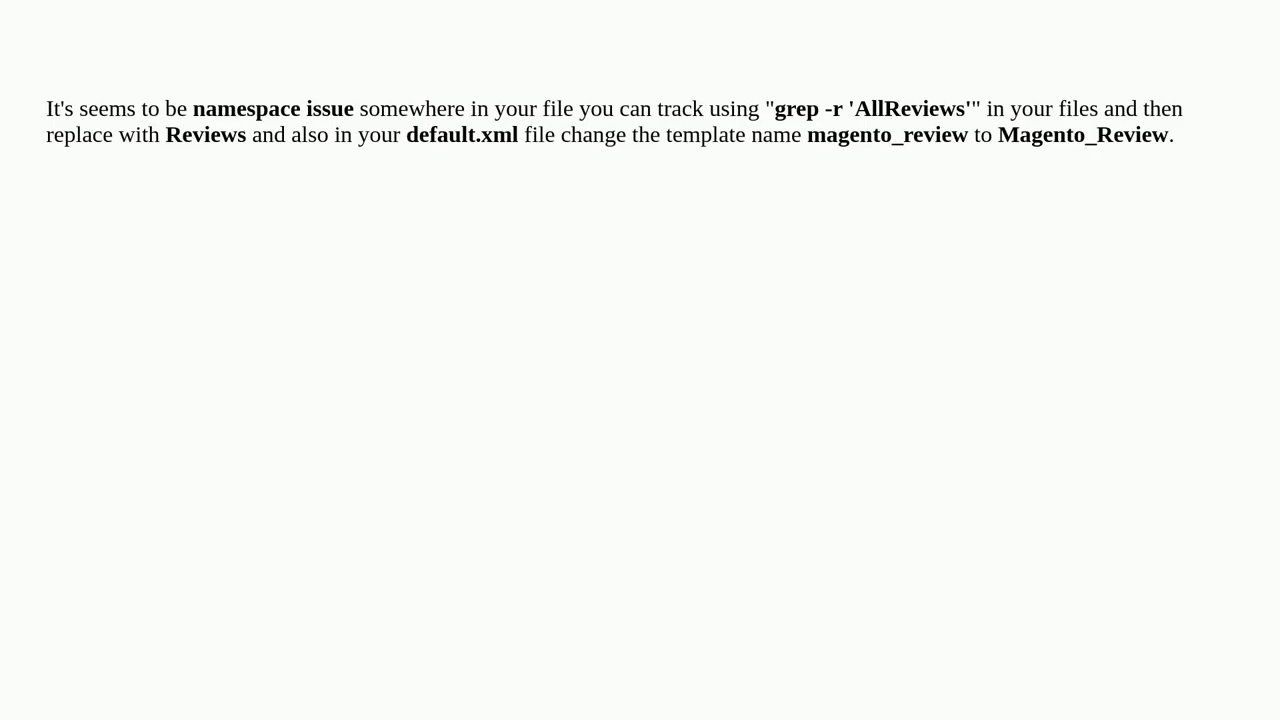 It's seems to be namespace issue somewhere in your file you can track using "grep -r 'AllReviews'" in your files and then
replace with Reviews and also in your default.xml file change the template name magento_review to Magento_Review.